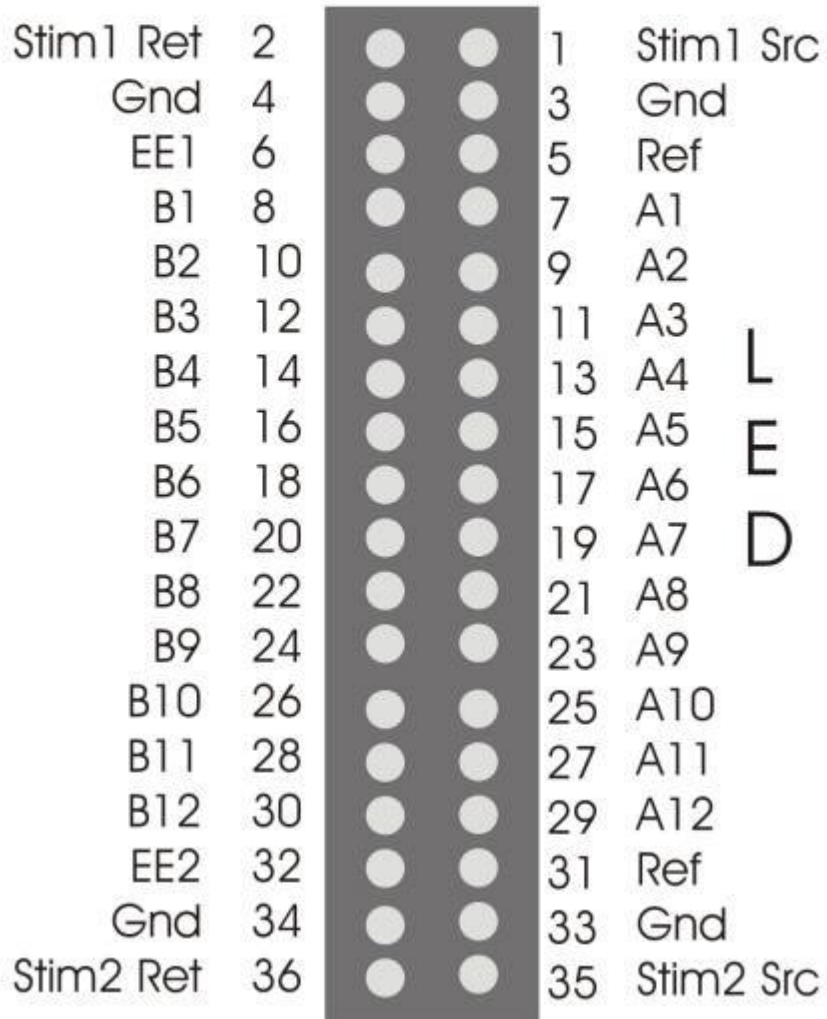 Stim1 Ret 2 1 Stim1 Src
Gnd 4 3 Gnd
EE1 6 5 Ref
B1 8 7 A1
B2 10 9 A2
B3 12 11 A3
B4 14 13 A4
B5 16 15 A5
B6 18 17 A6
B7 20 19 A7
B8 22 21 A8
B9 24 23 A9
B10 26 25 A10
B11 28 27 A11
B12 30 29 A12
EE2 32 31 Ref
Gnd 34 33 Gnd
Stim2 Ret 36 35 Stim2 Src
L
E
D